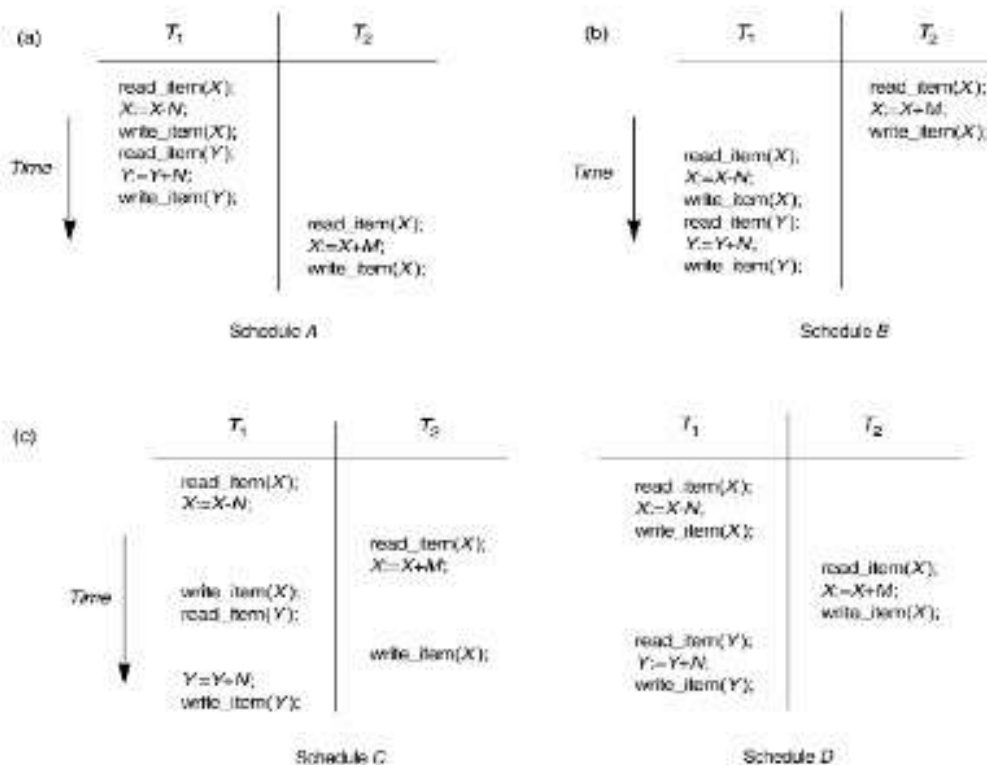 (a)
T₁ T₂
read_item(X);
X:=X-N;
write_item(X);
read_item(Y);
Y:=Y+N;
write_item(Y);
read_item(X);
X:=X+M;
write_item(X);
Time
Schedule A
(b)
T₁ T₂
read_item(X);
X:=X+M;
write_item(X);
read_item(X);
X:=X-N;
write_item(X);
read_item(Y);
Y:=Y+N;
write_item(Y);
Time
Schedule B
(c)
T₁ T₂
read_item(X);
X:=X-N;
read_item(X);
X:=X+M;
write_item(X);
read_item(Y);
write_item(X);
Y:=Y+N;
write_item(Y);
Time
Schedule C
T₁ T₂
read_item(X);
X:=X-N;
write_item(X);
read_item(X);
X:=X+M;
write_item(X);
read_item(Y);
Y:=Y+N;
write_item(Y);
Schedule D